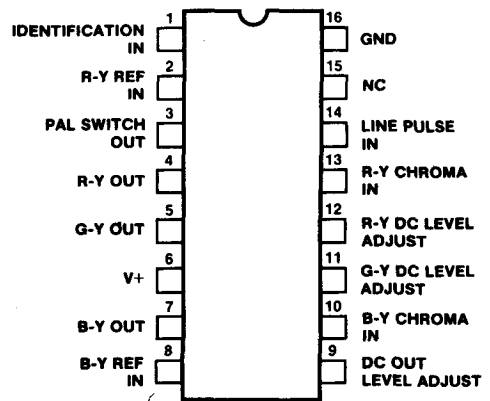 1
IDENTIFICATION
IN
2
R-Y REF
IN
3
PAL SWITCH
OUT
4
R-Y OUT
5
G-Y OUT
6
V+
7
B-Y OUT
8
B-Y REF
IN
16
GND
15
NC
14
LINE PULSE
IN
13
R-Y CHROMA
IN
12
R-Y DC LEVEL
ADJUST
11
G-Y DC LEVEL
ADJUST
10
B-Y CHROMA
IN
9
DC OUT
LEVEL ADJUST